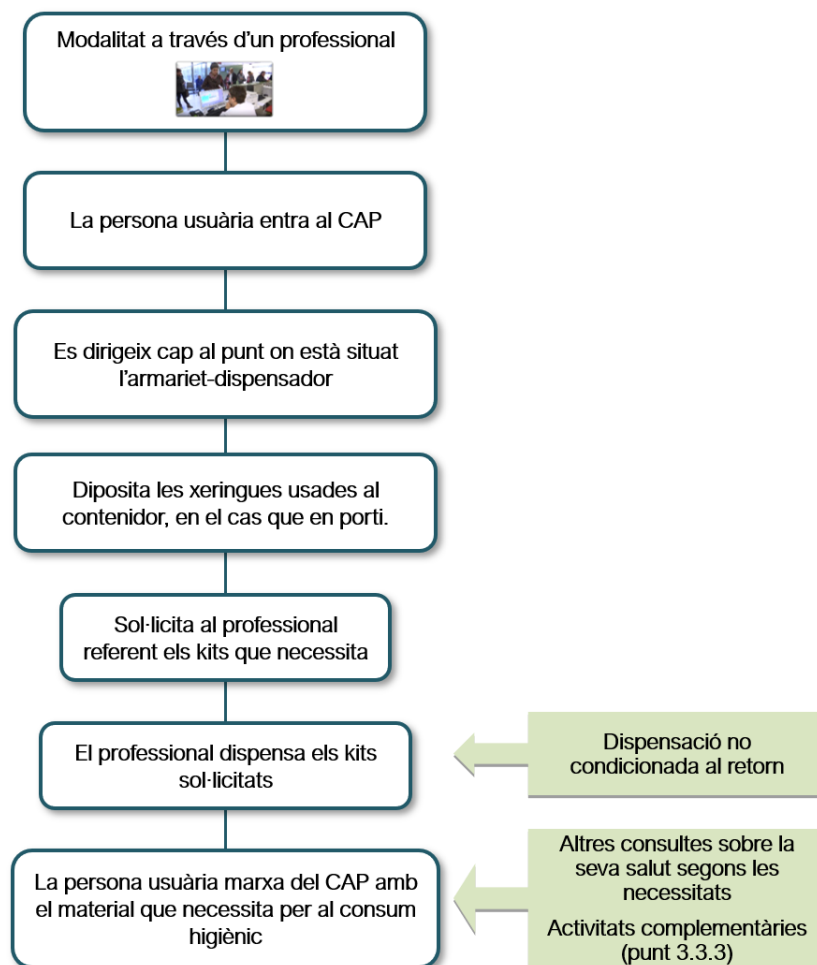 Modalitat a través d'un professional
La persona usuària entra al CAP
Es dirigeix cap al punt on està situat
l'armariet-dispensador
Diposita les xeringues usades al
contenidor, en el cas que en porti.
Sol·licita al professional
referent els kits que necessita
El professional dispensa els kits
sol·licitats
Dispensació no
condicionada al retorn
La persona usuària marxa del CAP amb
el material que necessita per al consum
higiènic
Altres consultes sobre la
seva salut segons les
necessitats
Activitats complementàries
(punt 3.3.3)